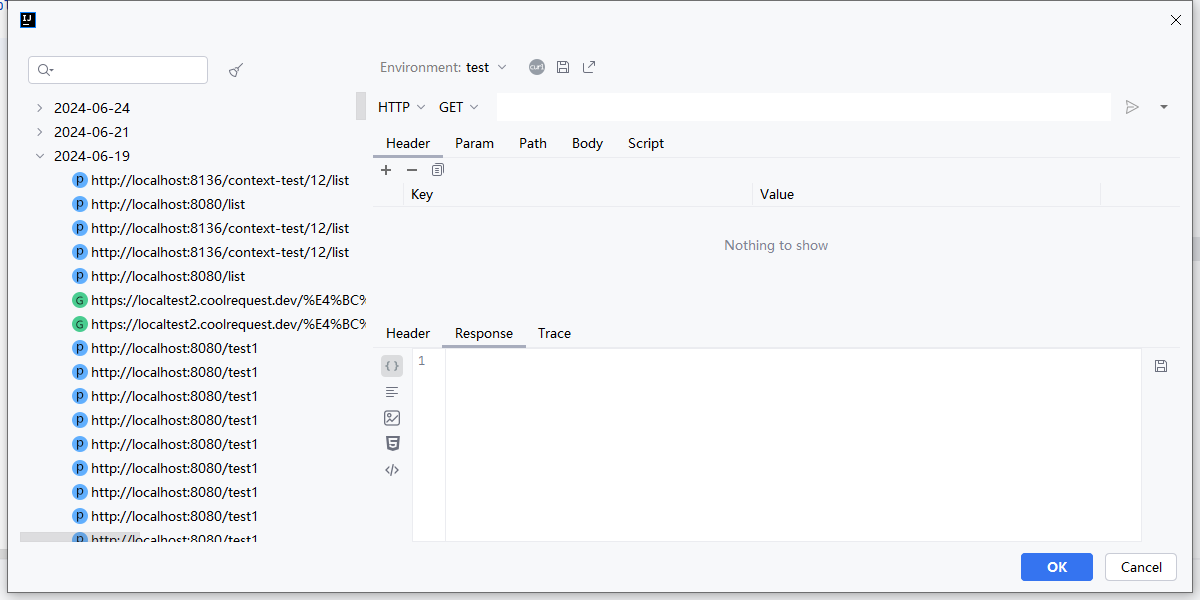 IJ
Environment: test
curl
2024-06-24
HTTP GET
2024-06-21
2024-06-19
Header Param Path Body Script
p http://localhost:8136/context-test/12/list
p http://localhost:8080/list
p http://localhost:8136/context-test/12/list
p http://localhost:8136/context-test/12/list
p http://localhost:8080/list
G https://localtest2.coolrequest.dev/%E4%BC%
G https://localtest2.coolrequest.dev/%E4%BC%
p http://localhost:8080/test1
p http://localhost:8080/test1
p http://localhost:8080/test1
p http://localhost:8080/test1
p http://localhost:8080/test1
p http://localhost:8080/test1
p http://localhost:8080/test1
p http://localhost:8080/test1
p http://localhost:8080/test1
Key Value
Nothing to show
Header Response Trace
1
OK Cancel